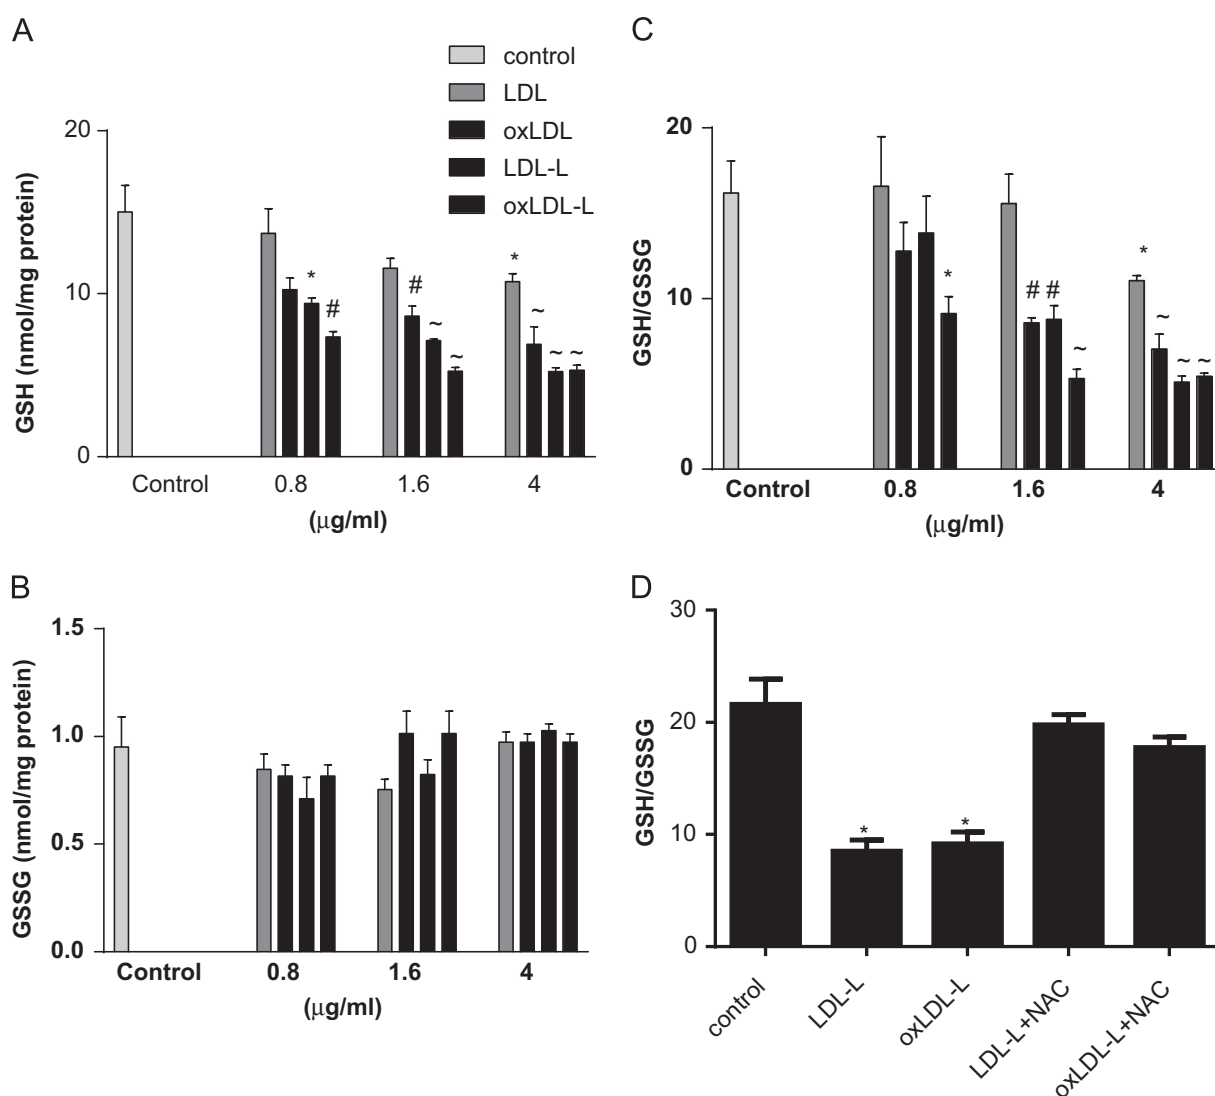 A
control
LDL
oxLDL
LDL-L
oxLDL-L
20
10
0
GSH (nmol/mg protein)
* # # ~ ~ * ~ ~ ~
Control 0.8 1.6 4
(μg/ml)
C
20
10
0
GSH/GSSG
* # # ~ * ~ ~ ~
Control 0.8 1.6 4
(μg/ml)
B
1.5
1.0
0.5
0.0
GSSG (nmol/mg protein)
Control 0.8 1.6 4
(μg/ml)
D
30
20
10
0
GSH/GSSG
* *
control
LDL-L
oxLDL-L
LDL-L+NAC
oxLDL-L+NAC